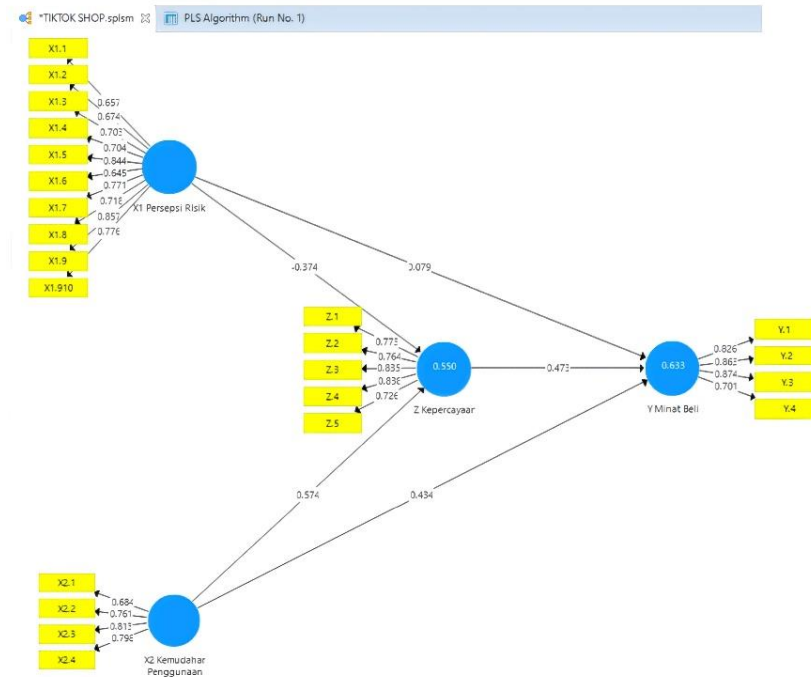 *TIKTOK SHOP.splsm
PLS Algorithm (Run No. 1)
X1.1
X1.2
X1.3
X1.4
X1.5
X1.6
X1.7
X1.8
X1.9
X1.910
0.657
0.674
0.703
0.704
0.844
0.645
0.771
0.718
0.857
0.776
X1 Persepsi Risik
-0.374
0.079
Z.1
Z.2
Z.3
Z.4
Z.5
0.773
0.764
0.835
0.838
0.726
0.550
Z Kepercayaar
0.473
0.633
Y Minat Beli
0.826
0.863
0.874
0.701
Y.1
Y.2
Y.3
Y.4
0.574
0.434
X2.1
X2.2
X2.3
X2.4
0.684
0.761
0.813
0.798
X2 Kemudahar
Penggunaan